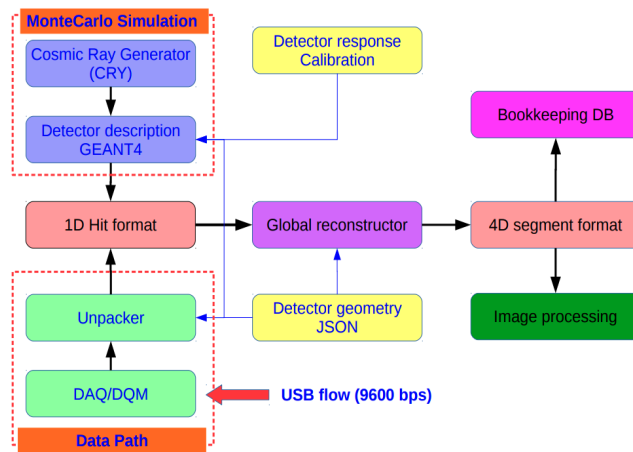 MonteCarlo Simulation
Cosmic Ray Generator
(CRY)
Detector response
Calibration
Detector description
GEANT4
Bookkeeping DB
1D Hit format
Global reconstructor
4D segment format
Unpacker
Detector geometry
JSON
Image processing
DAQ/DQM
USB flow (9600 bps)
Data Path